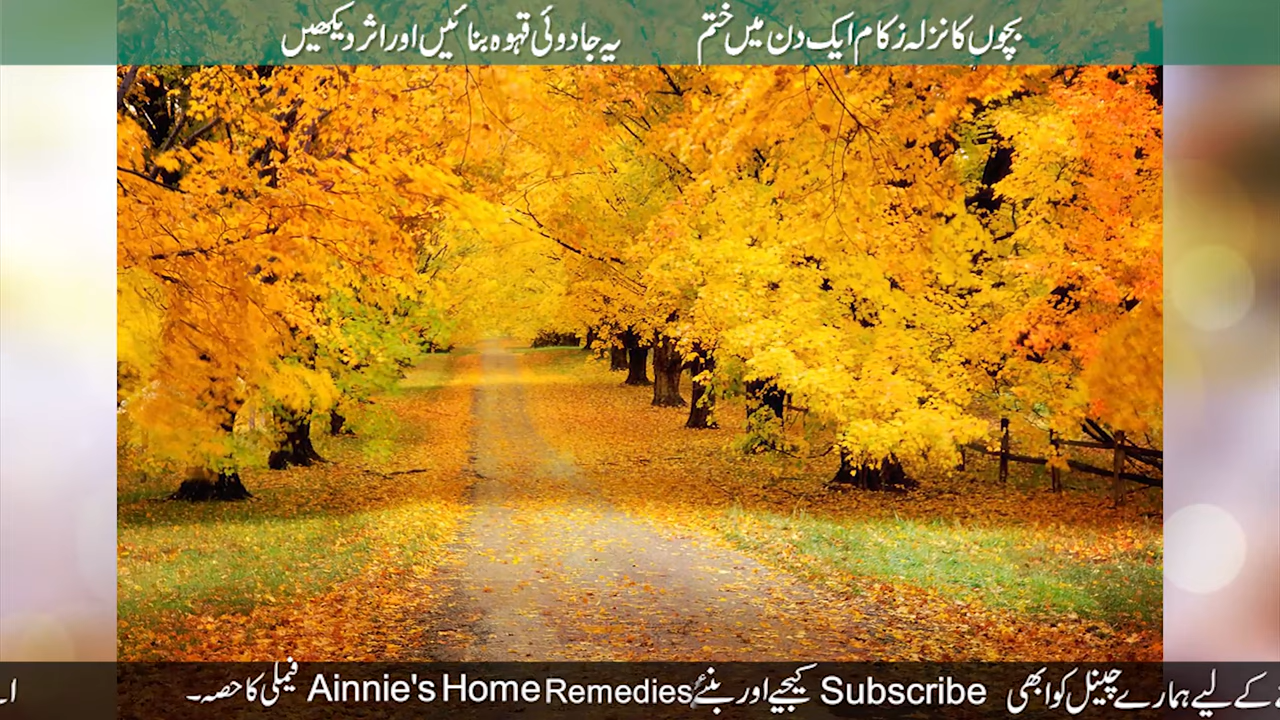 بچوں کا نزلہ زکام ایک دن میں ختم یہ جادوئی قہوہ بنائیں اور اثر دیکھیں
کے لیے ہمارے چینل کو ابھی Subscribe کیجیے اور بنئے Ainnie's Home Remedies فیملی کا حصہ۔